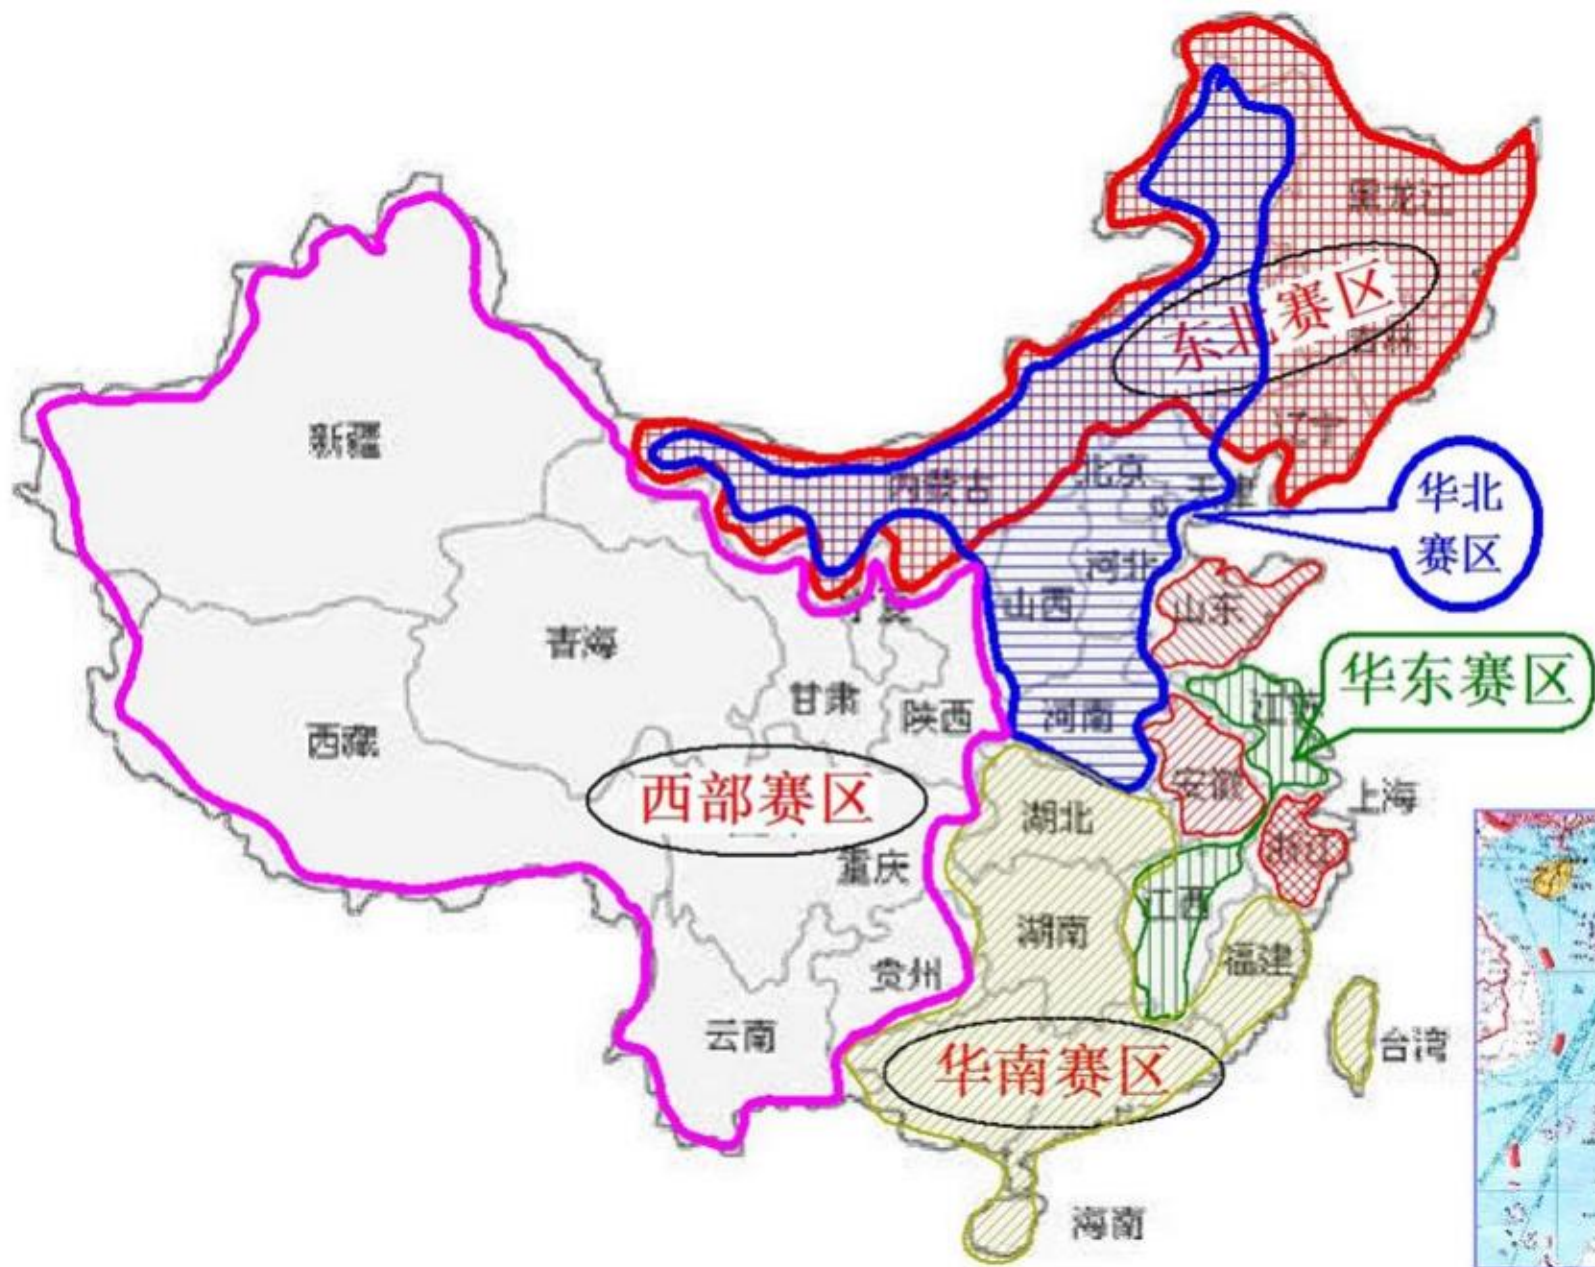 黑龙江
东北赛区
吉林
辽宁
新疆
内蒙古
北京
天津
华北
赛区
河北
山西
山东
宁夏
青海
甘肃
陕西
河南
江苏
华东赛区
西藏
西部赛区
安徽
上海
湖北
浙江
重庆
江西
湖南
福建
贵州
云南
华南赛区
台湾
海南